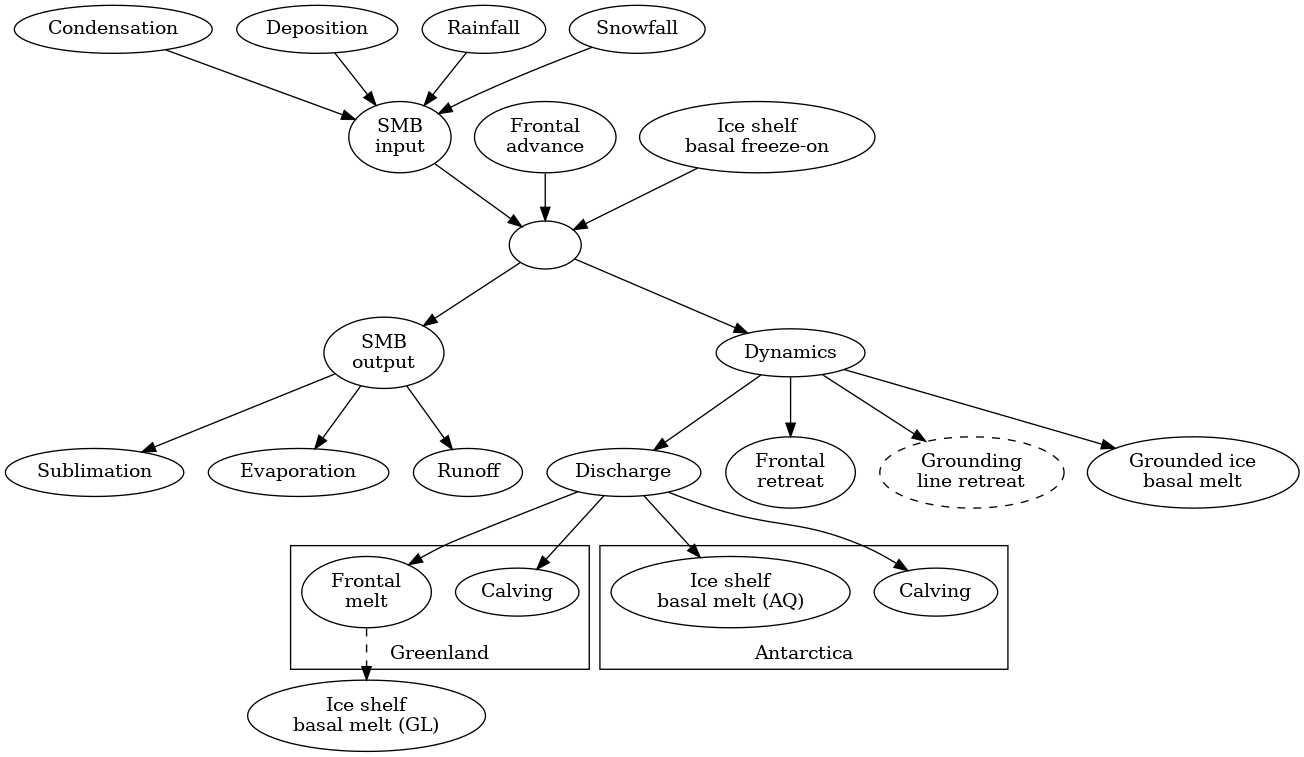 Condensation
Deposition
Rainfall
Snowfall
SMB
input
Frontal
advance
Ice shelf
basal freeze-on
SMB
output
Dynamics
Sublimation
Evaporation
Runoff
Discharge
Frontal
retreat
Grounding
line retreat
Grounded ice
basal melt
Frontal
melt
Calving
Ice shelf
basal melt (AQ)
Calving
Greenland
Antarctica
Ice shelf
basal melt (GL)